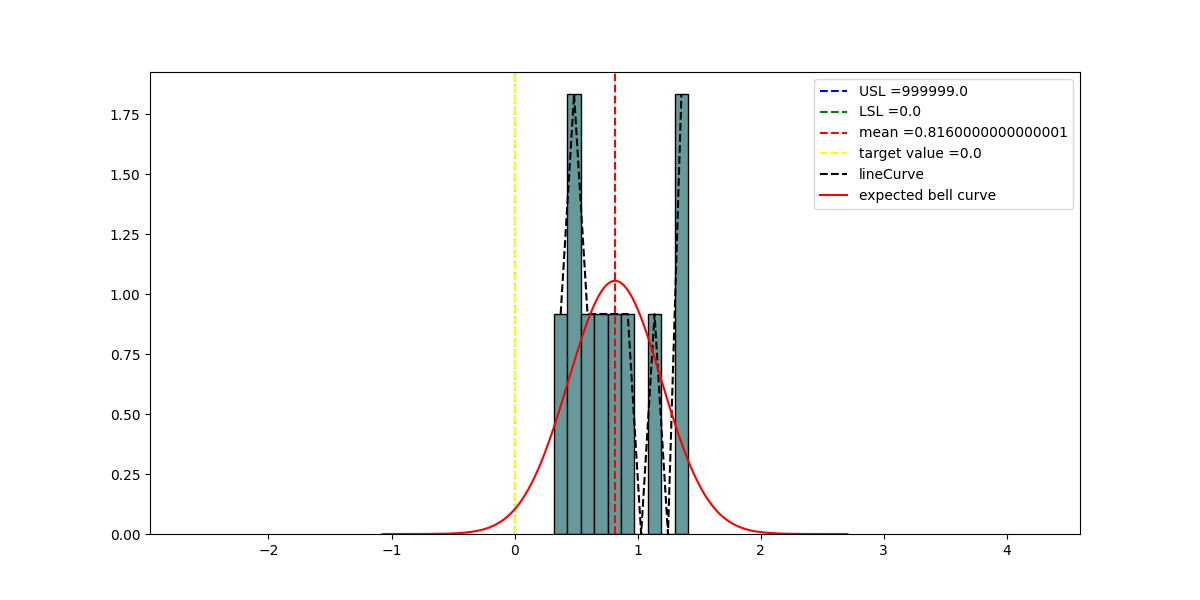 USL =999999.0
LSL =0.0
mean =0.8160000000000001
target value =0.0
lineCurve
expected bell curve
1.75
1.50
1.25
1.00
0.75
0.50
0.25
0.00
−2 −1 0 1 2 3 4